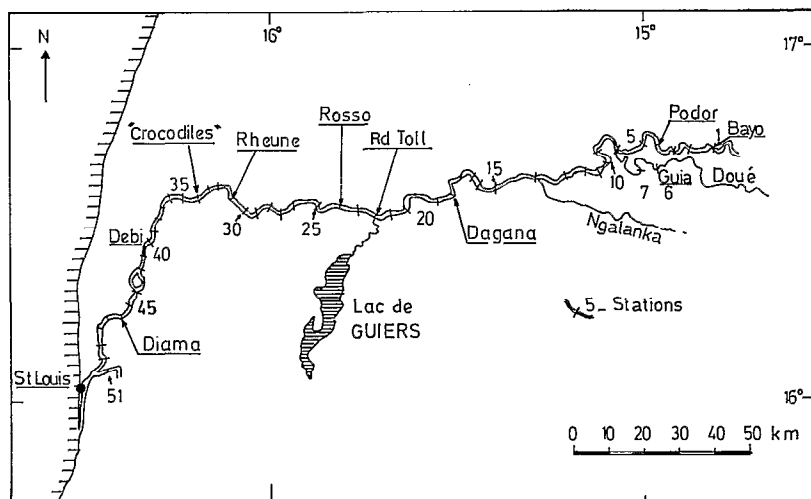 16°
15°
17°
N
Podor
Bayo
"Crocodiles"
Rheune
Rosso
Rd Toll
5
1
35
15
10
7
Guia
6
Doué
30
25
20
Dagana
Ngalanka
Debi
40
45
Lac de
GUIERS
5_ Stations
Diama
St Louis
51
16°
0 10 20 30 40 50 km